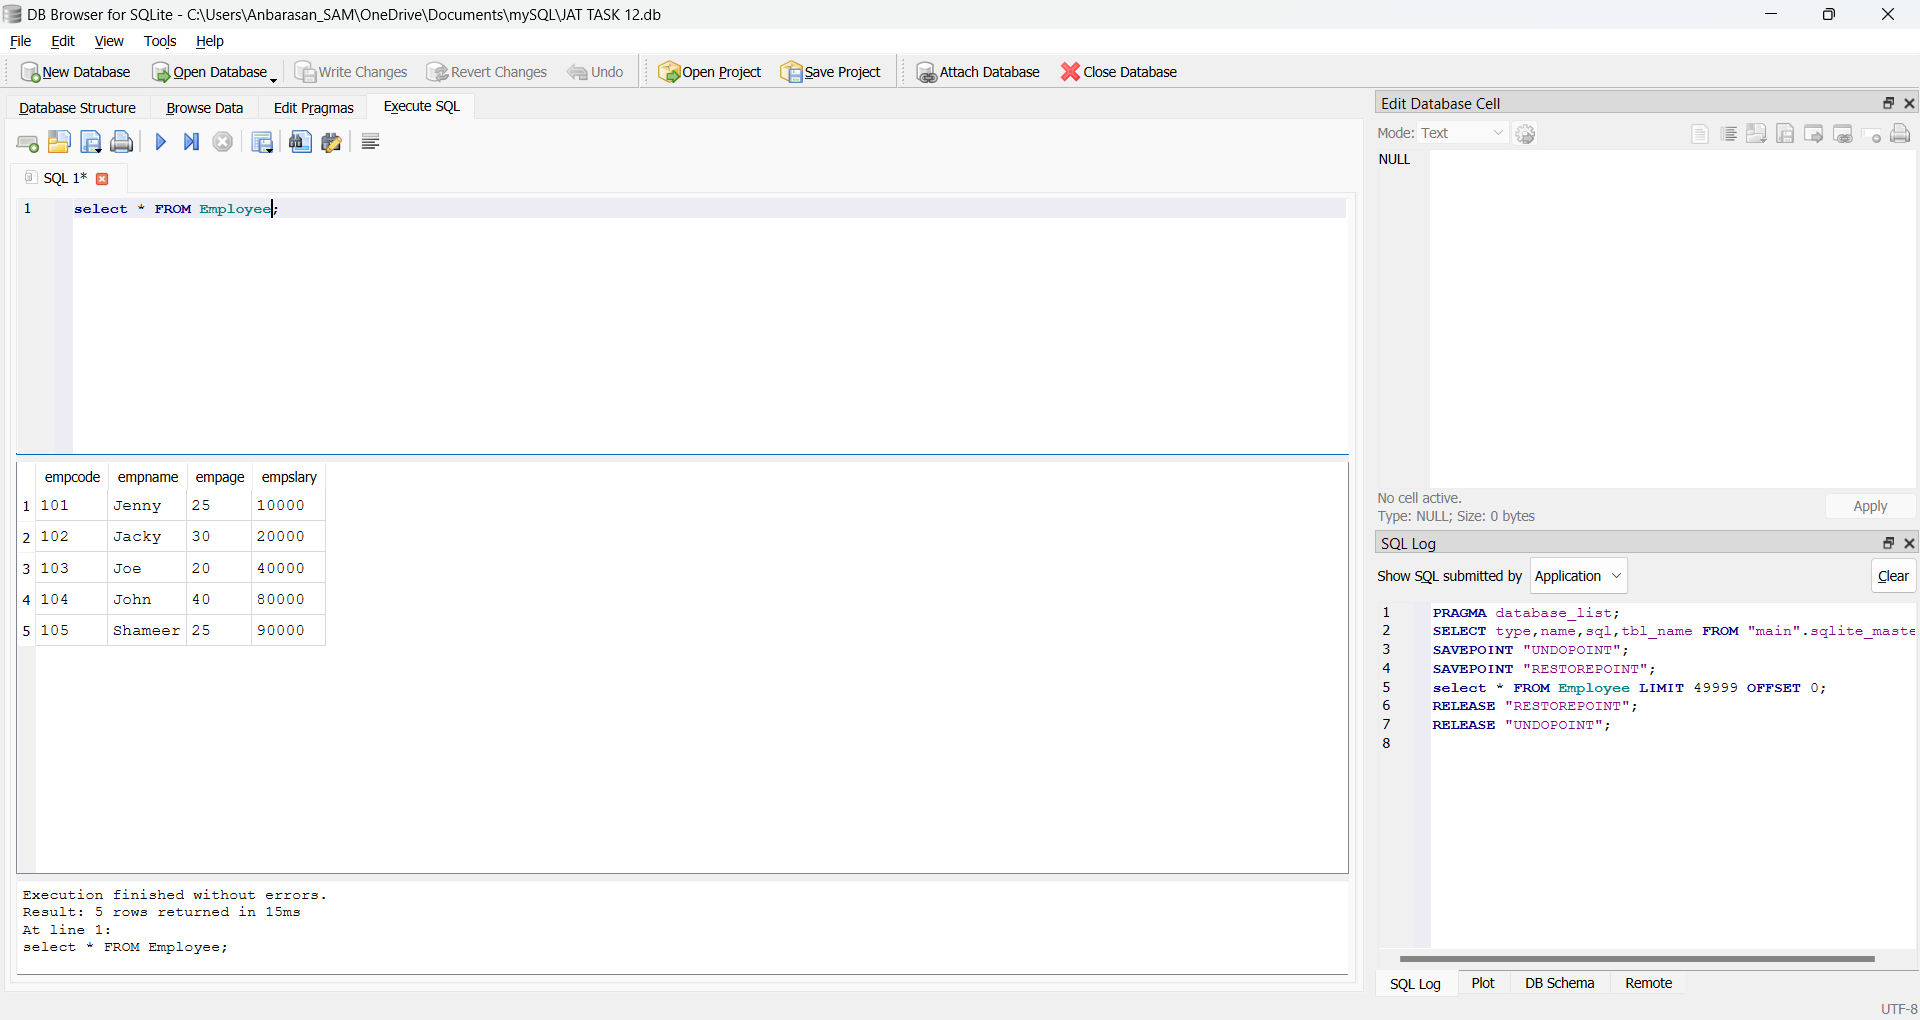 DB Browser for SQLite - C:\Users\Anbarasan_SAM\OneDrive\Documents\mySQL\JAT TASK 12.db
File Edit View Tools Help
New Database Open Database Write Changes Revert Changes Undo Open Project Save Project Attach Database Close Database
Database Structure Browse Data Edit Pragmas Execute SQL
SQL 1*
1 select * FROM Employee;
empcode empname empage empslary
1 101 Jenny 25 10000
2 102 Jacky 30 20000
3 103 Joe 20 40000
4 104 John 40 80000
5 105 Shameer 25 90000
Execution finished without errors.
Result: 5 rows returned in 15ms
At line 1:
select * FROM Employee;
Edit Database Cell
Mode: Text
NULL
No cell active.
Type: NULL; Size: 0 bytes
Apply
SQL Log
Show SQL submitted by Application Clear
1 PRAGMA database_list;
2 SELECT type,name,sql,tbl_name FROM "main".sqlite_maste
3 SAVEPOINT "UNDOPOINT";
4 SAVEPOINT "RESTOREPOINT";
5 select * FROM Employee LIMIT 49999 OFFSET 0;
6 RELEASE "RESTOREPOINT";
7 RELEASE "UNDOPOINT";
8
SQL Log Plot DB Schema Remote
UTF-8